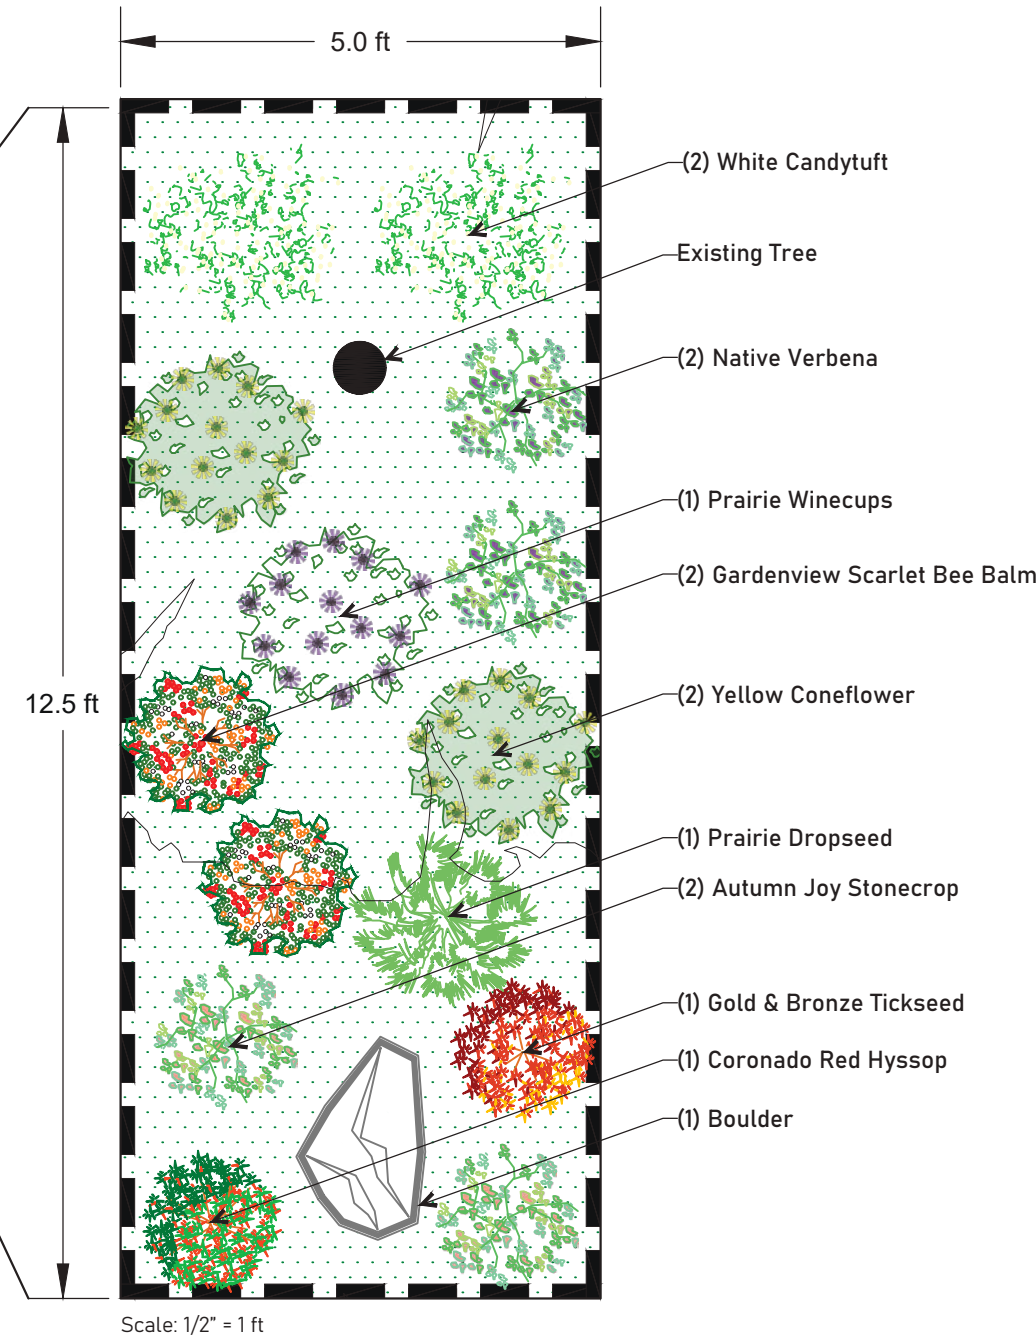 5.0 ft
(2) White Candytuft
Existing Tree
(2) Native Verbena
(1) Prairie Winecups
(2) Gardenview Scarlet Bee Balm
(2) Yellow Coneflower
12.5 ft
(1) Prairie Dropseed
(2) Autumn Joy Stonecrop
(1) Gold & Bronze Tickseed
(1) Coronado Red Hyssop
(1) Boulder
Scale: 1/2” = 1 ft